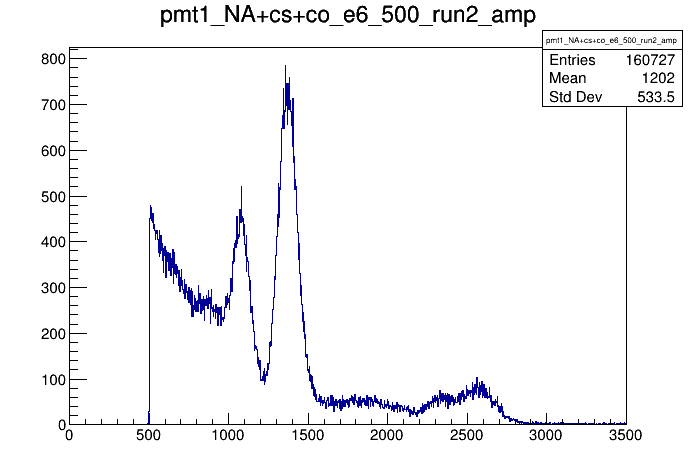 pmt1_NA+cs+co_e6_500_run2_amp
pmt1_NA+cs+co_e6_500_run2_amp
Entries 160727
Mean 1202
Std Dev 533.5
800
700
600
500
400
300
200
100
0
0 500 1000 1500 2000 2500 3000 3500